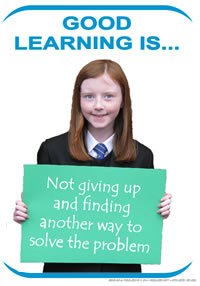 GOOD
LEARNING IS...
Not giving up
and finding
another way to
solve the problem